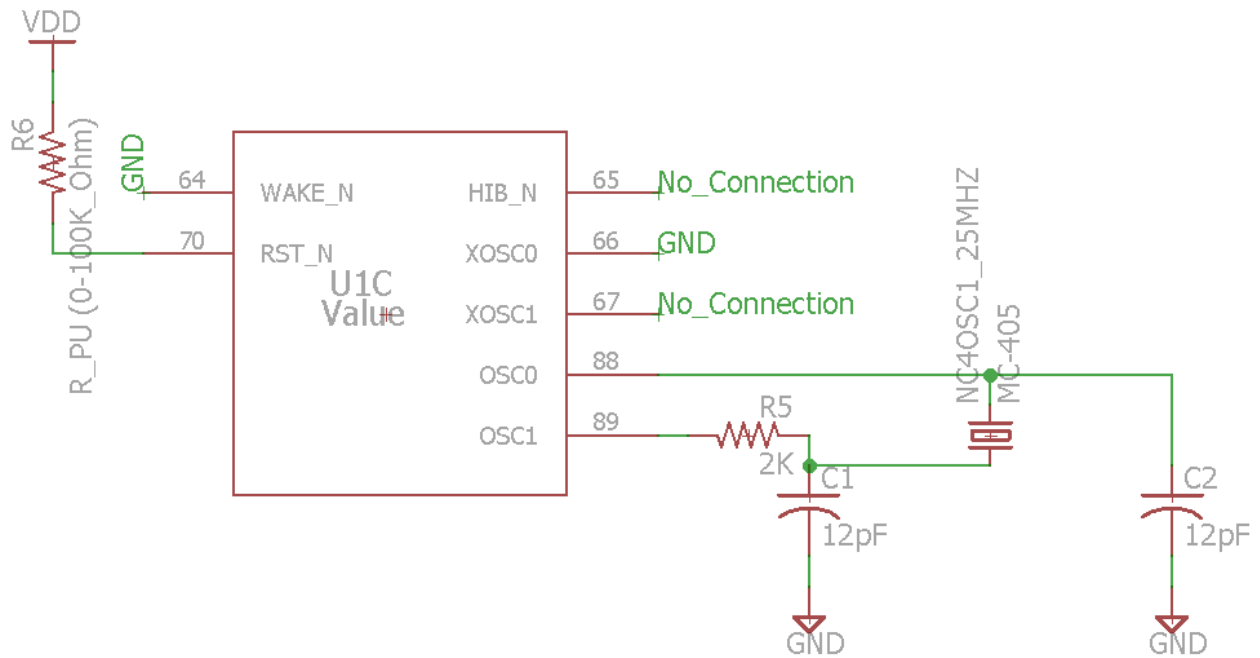 VDD
R6
R_PU (0-100K_Ohm)
GND
64
WAKE_N
70
RST_N
U1C
Value
HIB_N
65
No_Connection
XOSC0
66
GND
XOSC1
67
No_Connection
OSC0
88
OSC1
89
R5
2K
NC4OSC1_25MHZ
MC-405
C1
12pF
GND
C2
12pF
GND